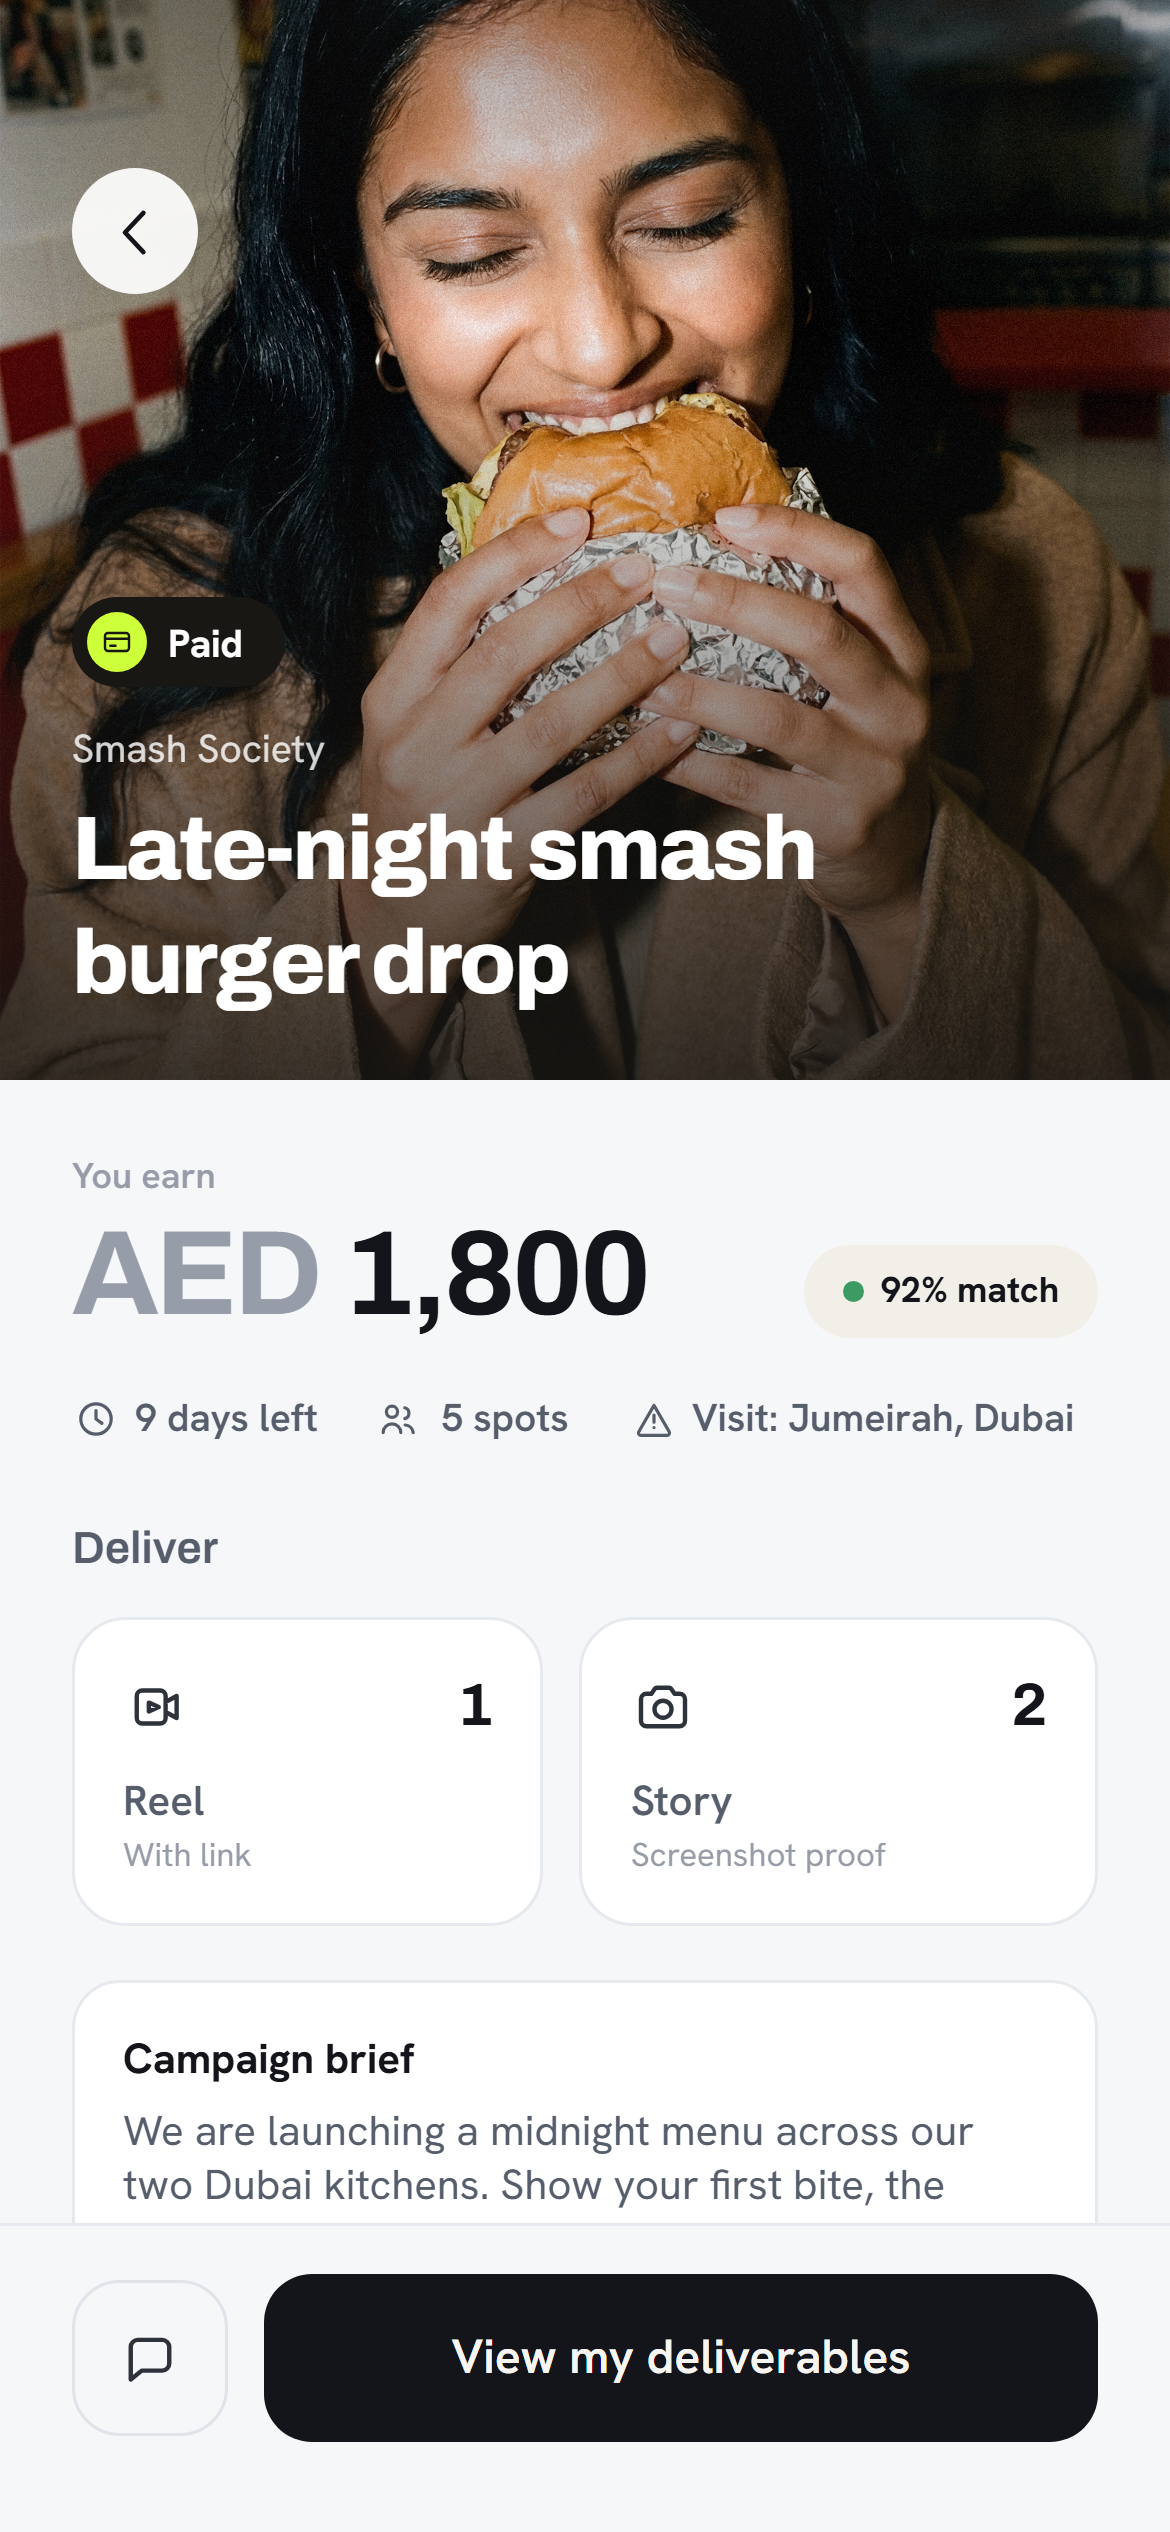 Paid
Smash Society
Late-night smash
burger drop
You earn
AED 1,800
92% match
9 days left
5 spots
Visit: Jumeirah, Dubai
Deliver
1
Reel
With link
2
Story
Screenshot proof
Campaign brief
We are launching a midnight menu across our
two Dubai kitchens. Show your first bite, the
View my deliverables